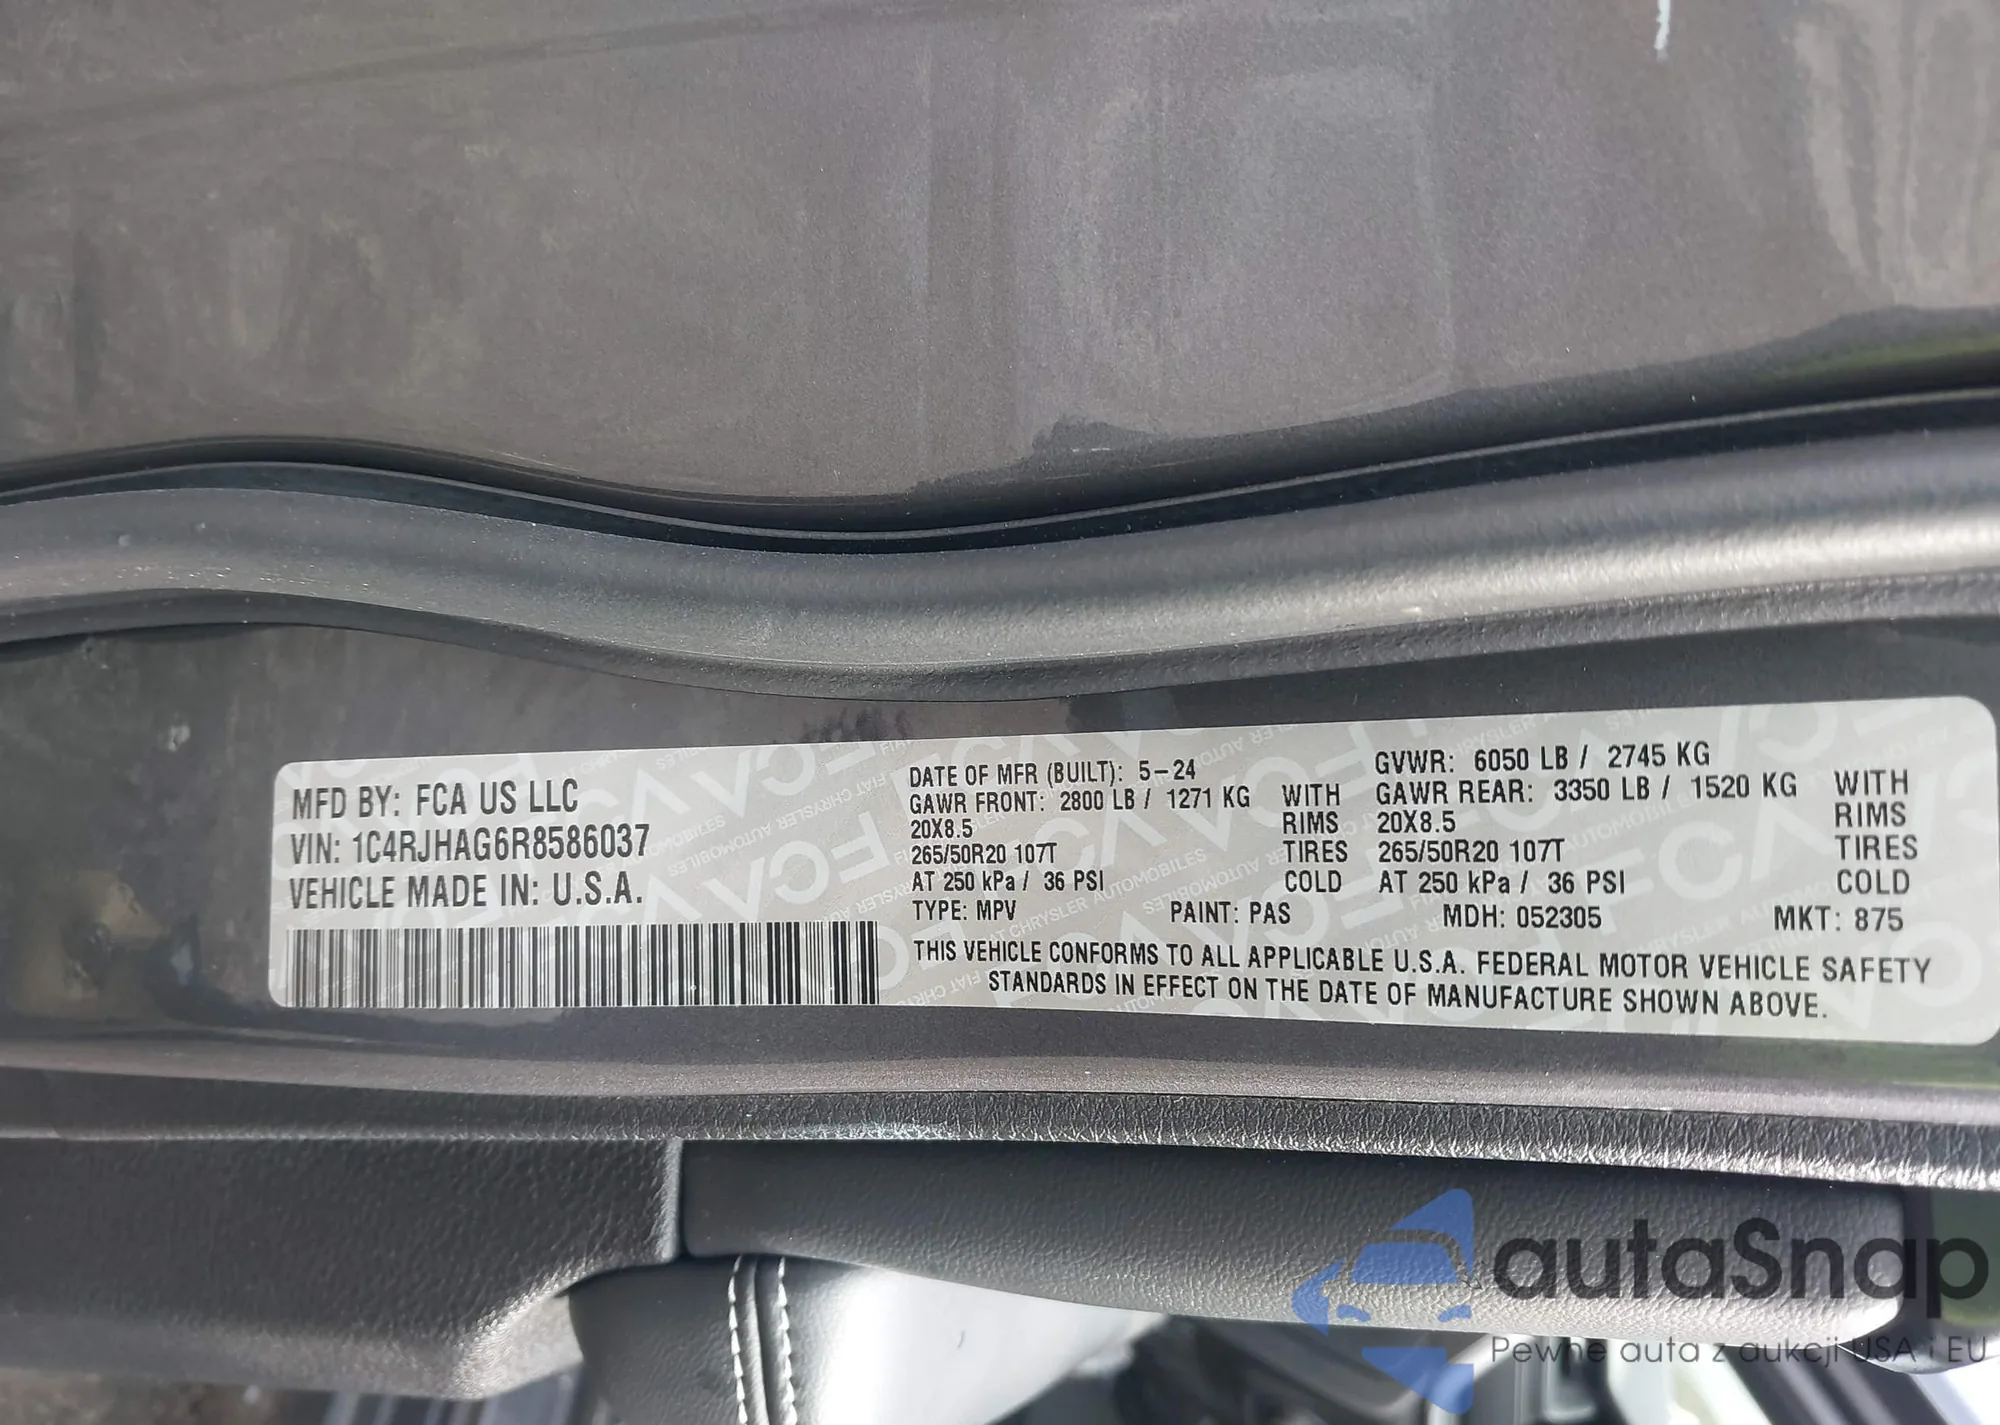 MFD BY: FCA US LLC
VIN: 1C4RJHAG6R8586037
VEHICLE MADE IN: U.S.A.
DATE OF MFR (BUILT): 5-24 GVWR: 6050 LB / 2745 KG
GAWR FRONT: 2800 LB / 1271 KG WITH GAWR REAR: 3350 LB / 1520 KG WITH
20X8.5 RIMS 20X8.5 RIMS
265/50R20 107T TIRES 265/50R20 107T TIRES
AT 250 kPa / 36 PSI COLD AT 250 kPa / 36 PSI COLD
TYPE: MPV PAINT: PAS MDH: 052305 MKT: 875
THIS VEHICLE CONFORMS TO ALL APPLICABLE U.S.A. FEDERAL MOTOR VEHICLE SAFETY
STANDARDS IN EFFECT ON THE DATE OF MANUFACTURE SHOWN ABOVE.
autaSnap
Pewne auta z aukcji USA i EU